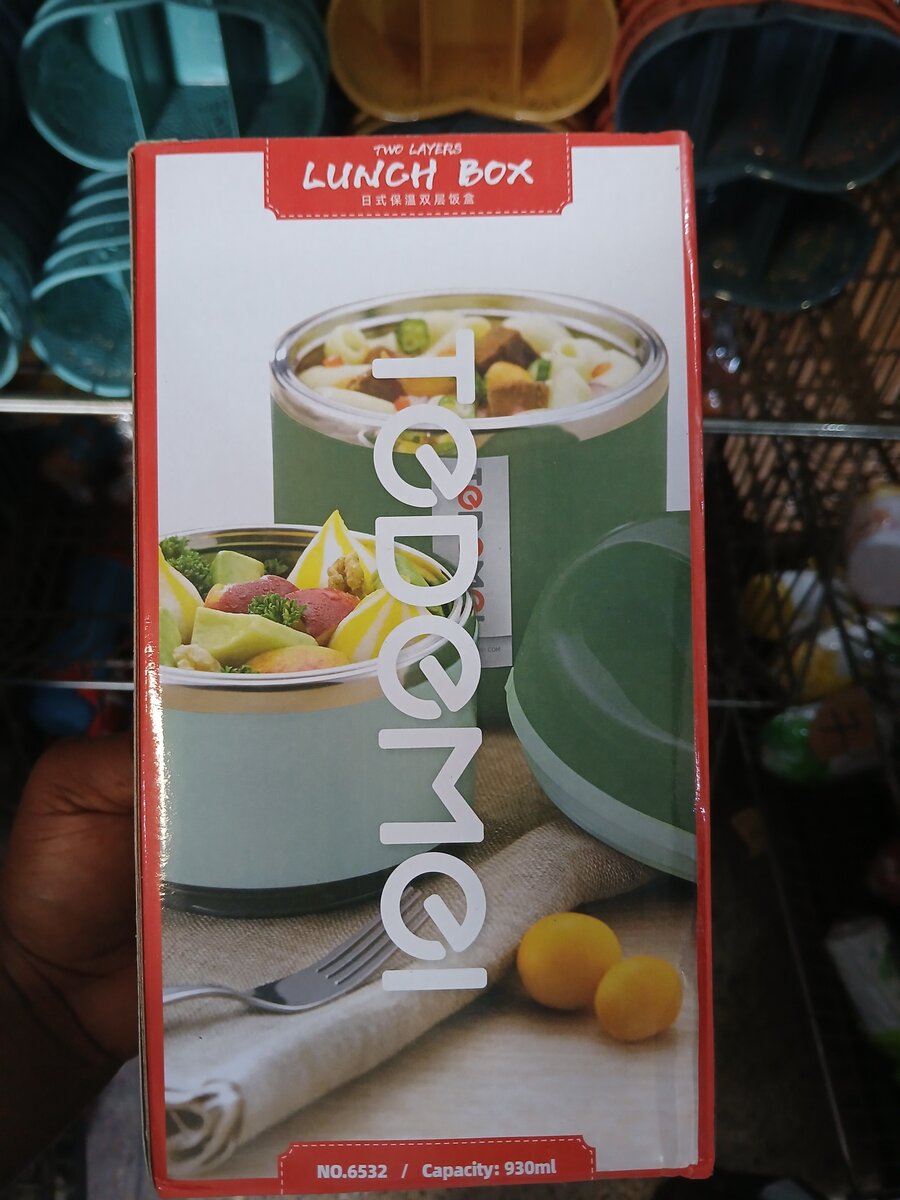 TWO LAYERS
LUNCH BOX
日式保温双层饭盒
TeDeMei
NO.6532 / Capacity: 930ml